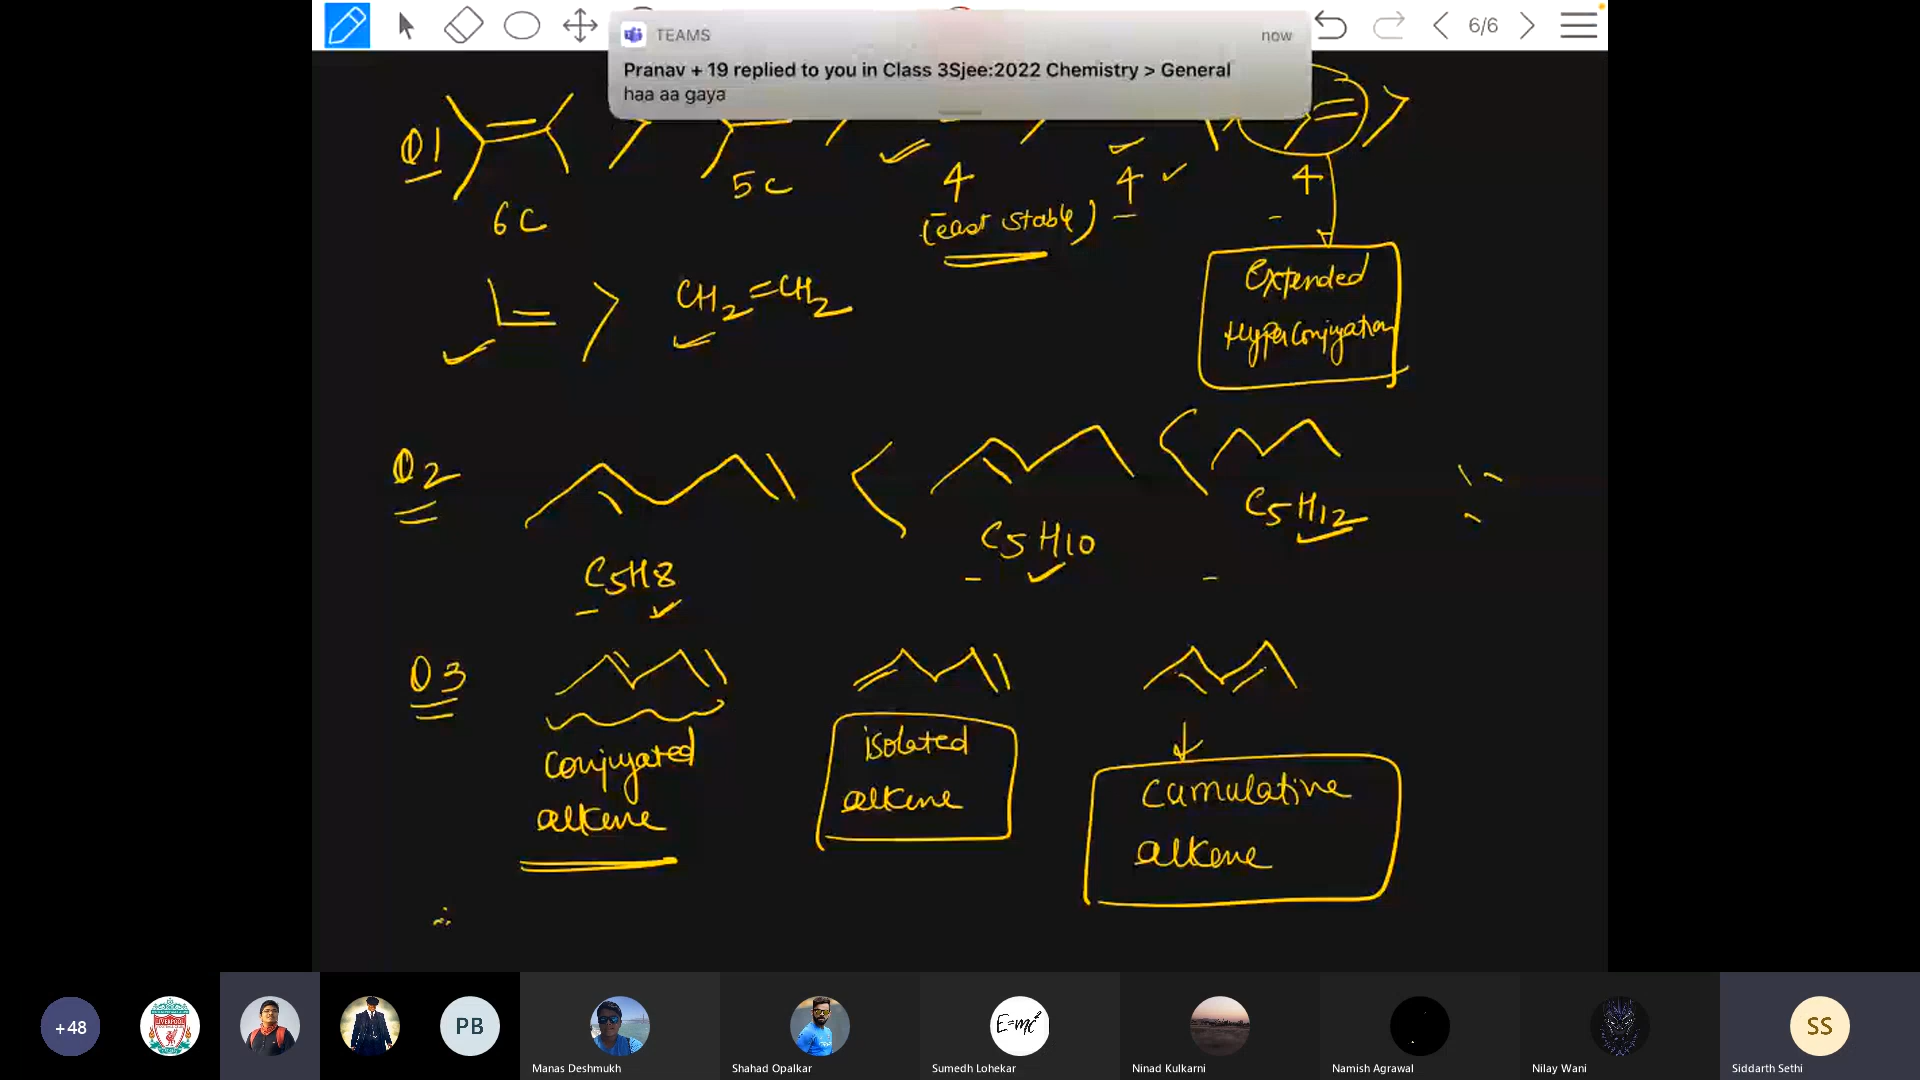 6/6
TEAMS now
Pranav + 19 replied to you in Class 3Sjee:2022 Chemistry > General
haa aa gaya
Q1
6C
5C
4
4
4
(least stable)
Extended
Hyperconjugation
CH2=CH2
Q2
C5H8
C5H10
C5H12
Q3
conjugated
alkene
isolated
alkene
cumulative
alkene
+48
LIVERPOOL
PB
E=mc²
SS
Manas Deshmukh
Shahad Opalkar
Sumedh Lohekar
Ninad Kulkarni
Namish Agrawal
Nilay Wani
Siddarth Sethi